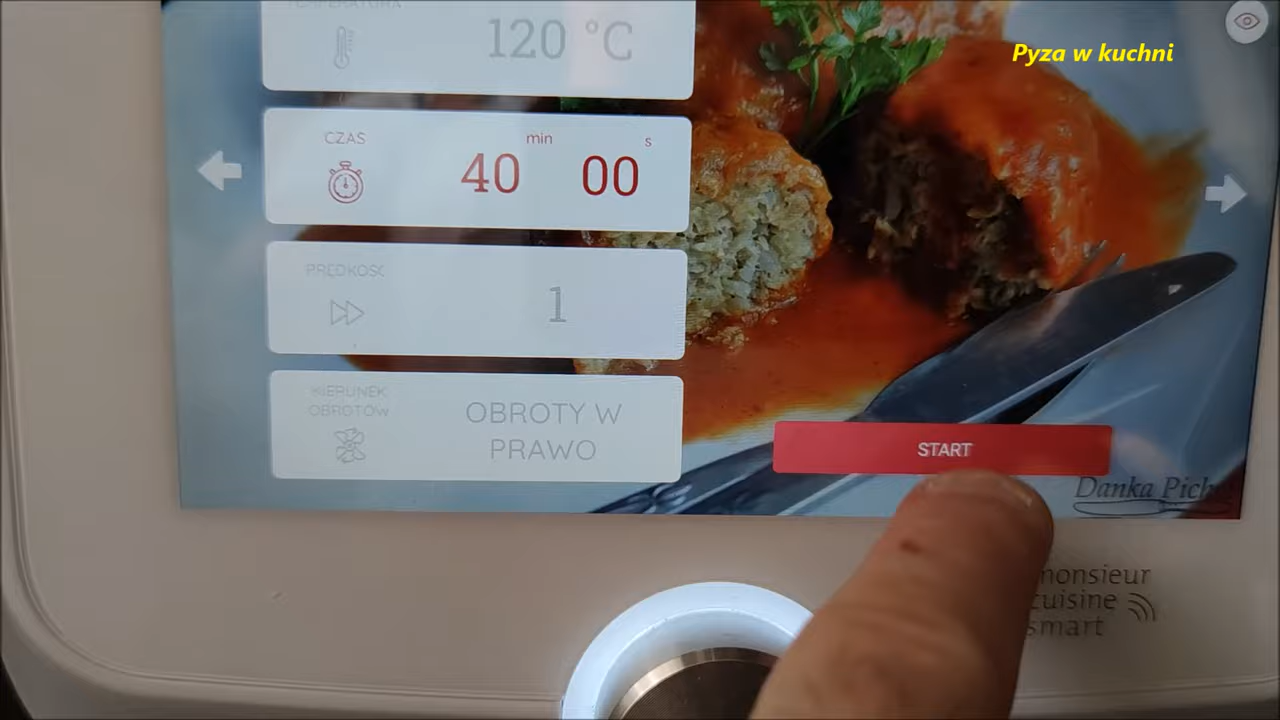 TEMPERATURA
120 °C
Pyza w kuchni
CZAS
40 min 00 s
PRĘDKOŚĆ
1
KIERUNEK
OBROTÓW
OBROTY W
PRAWO
START
Danka Pich
monsieur
cuisine
smart